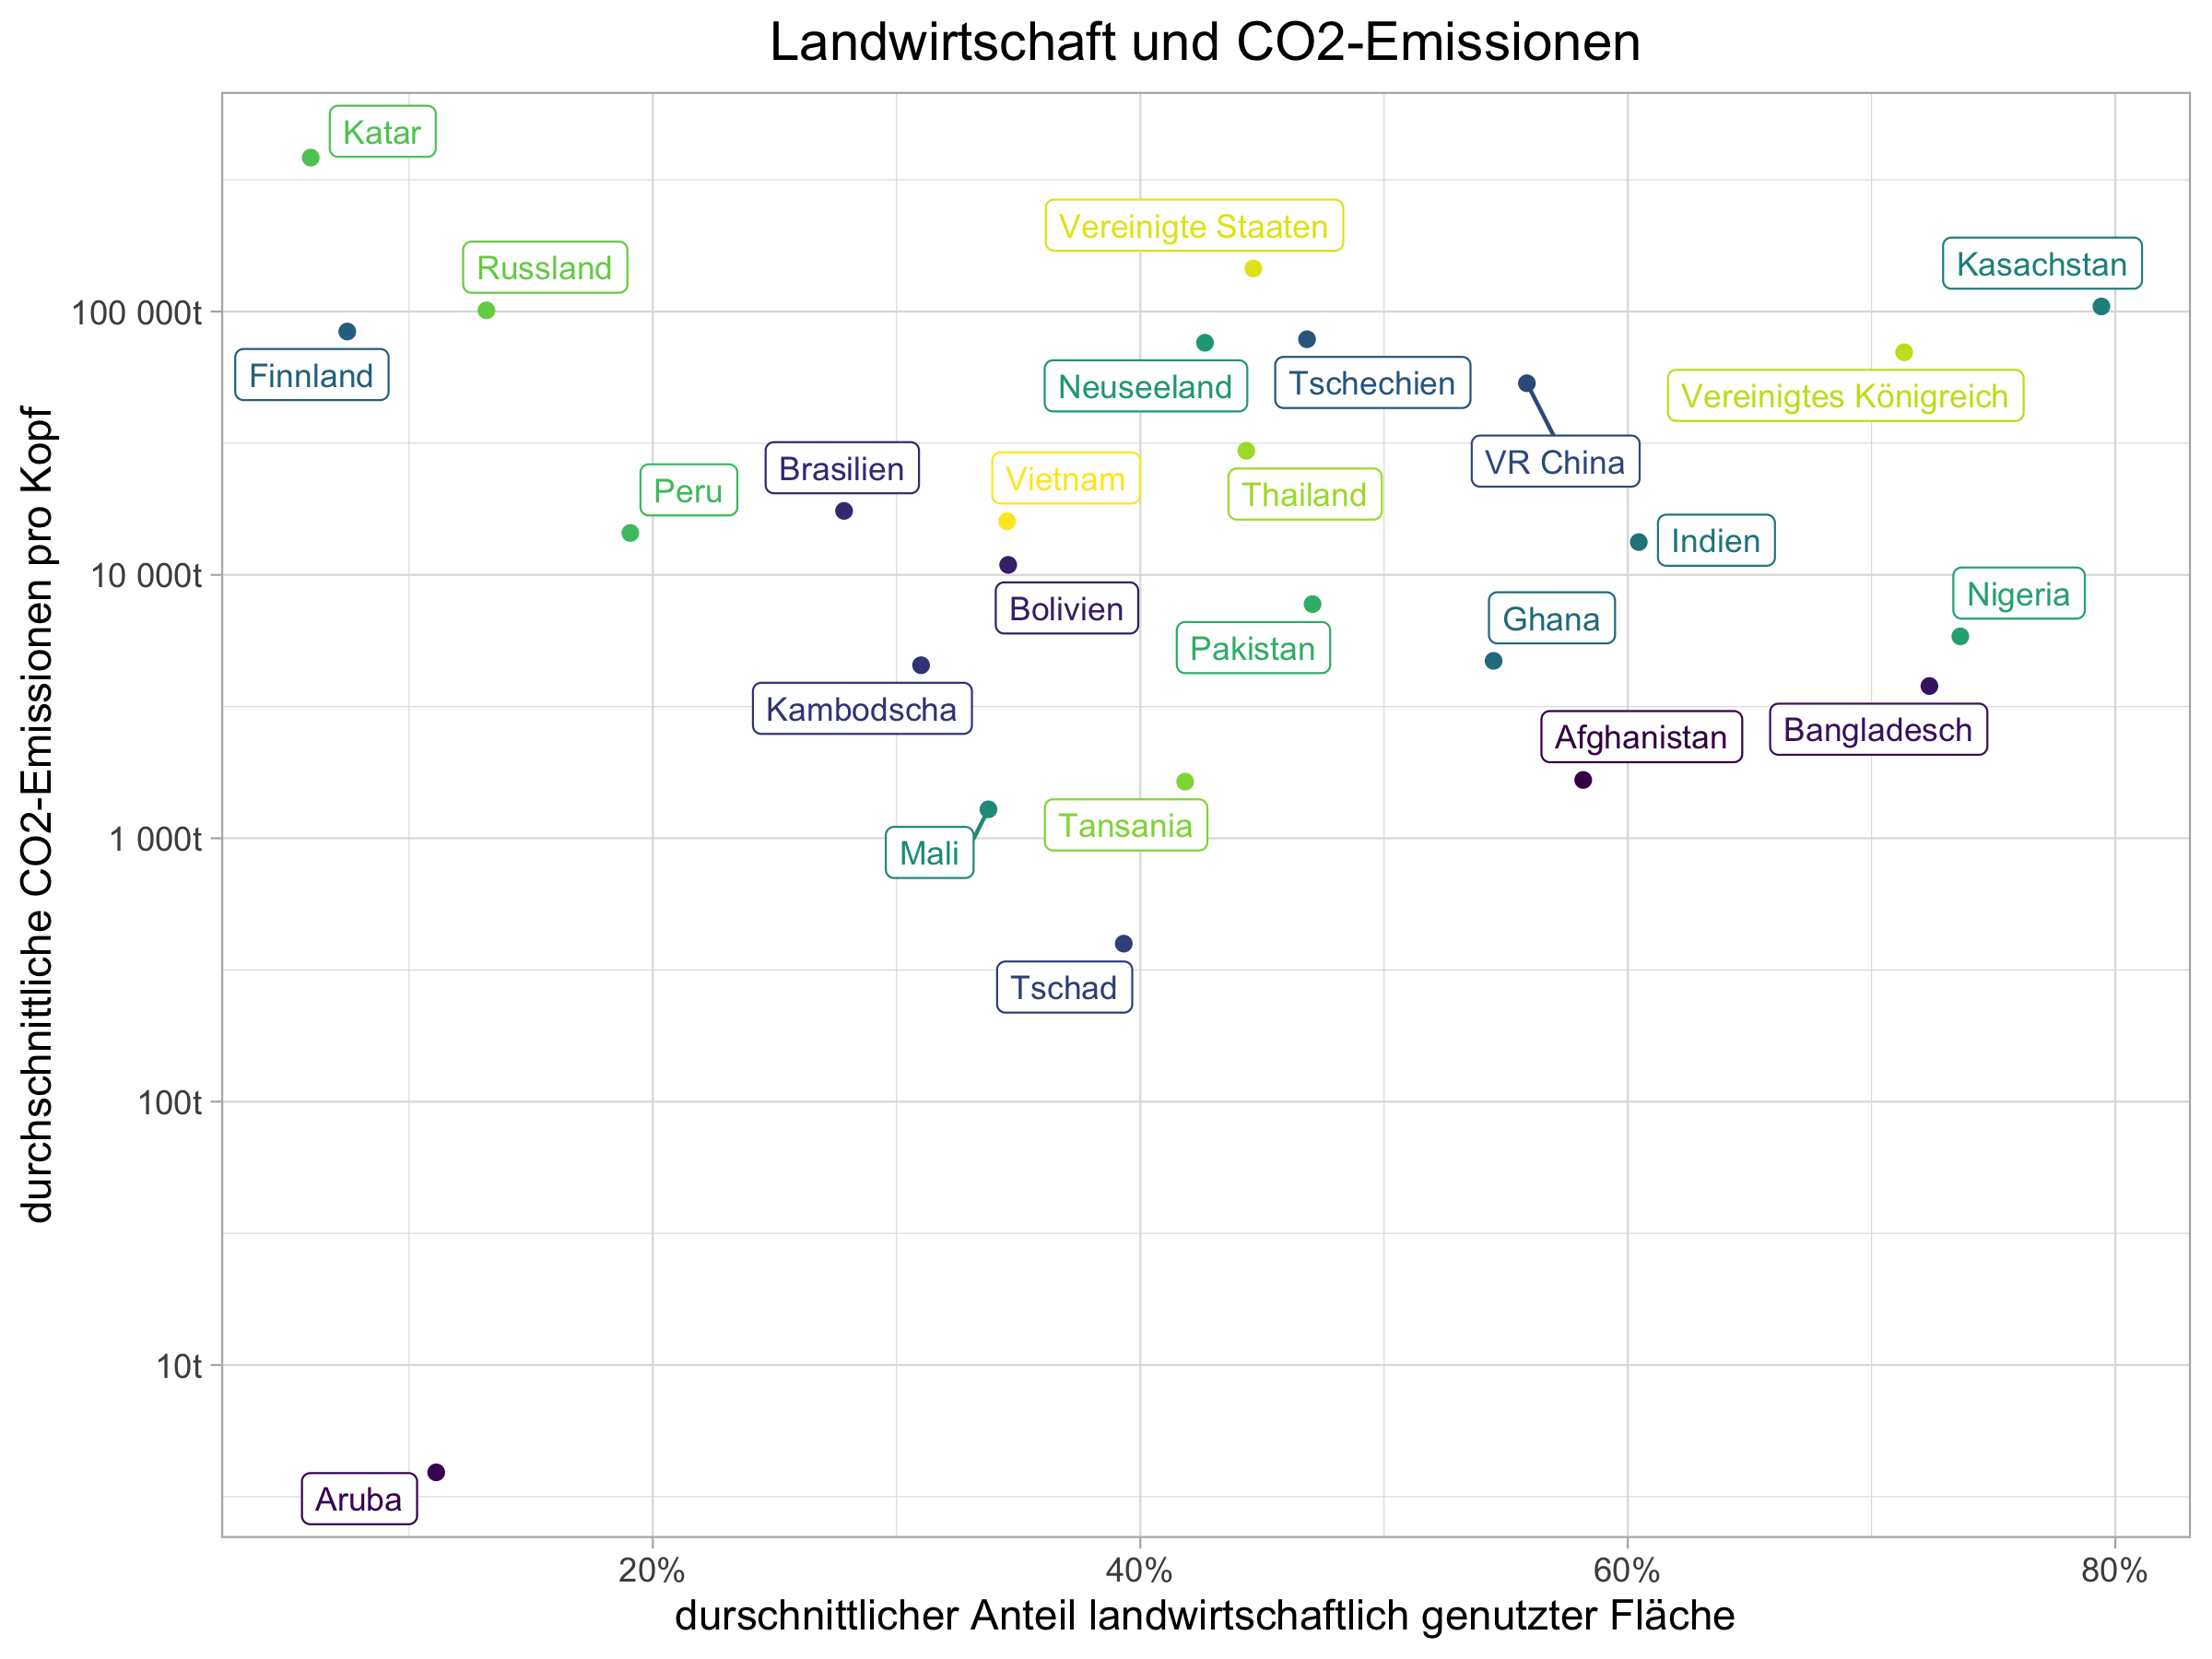 Landwirtschaft und CO2-Emissionen
Katar
Vereinigte Staaten
Russland
Kasachstan
100 000t
Finnland
Neuseeland
Tschechien
Vereinigtes Königreich
VR China
Brasilien
Vietnam
Peru
Thailand
Indien
10 000t
Nigeria
Bolivien
Ghana
Pakistan
Kambodscha
Bangladesch
Afghanistan
Tansania
1 000t
Mali
Tschad
100t
10t
Aruba
durchschnittliche CO2-Emissionen pro Kopf
20%
40%
60%
80%
durschnittlicher Anteil landwirtschaftlich genutzter Fläche